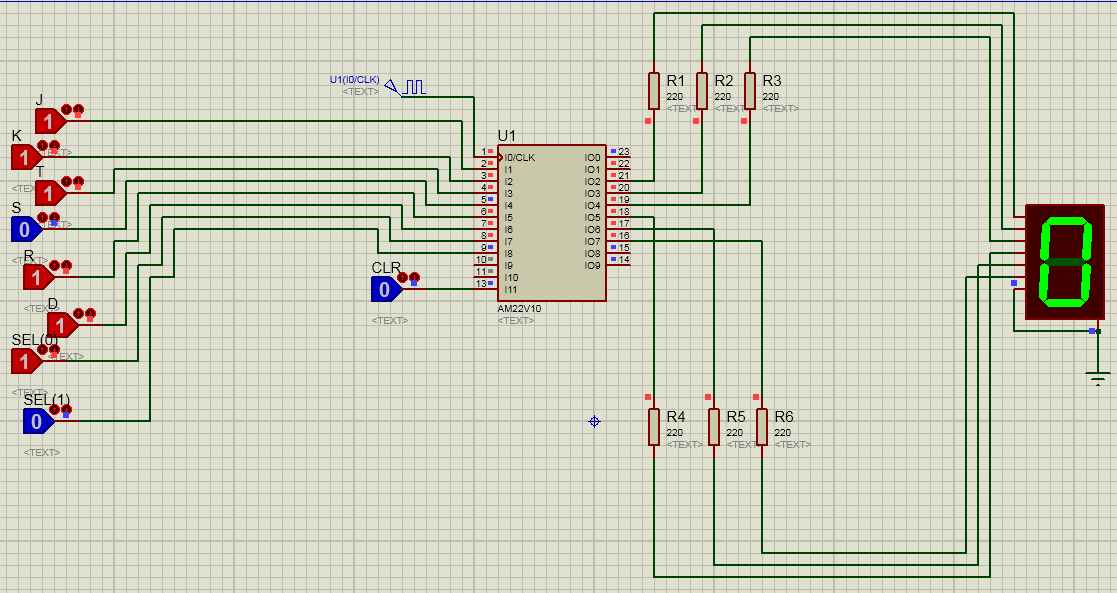 J
1
K
1
<TEXT>
T
1
<TEXT>
S
0
<TEXT>
R
1
<TEXT>
D
1
<TEXT>
SEL(0)
1
<TEXT>
SEL(1)
0
<TEXT>
U1(I0/CLK)
<TEXT>
CLR
0
<TEXT>
U1
1 I0/CLK IO0 23
2 I1 IO1 22
3 I2 IO2 21
4 I3 IO3 20
5 I4 IO4 19
6 I5 IO5 18
7 I6 IO6 17
8 I7 IO7 16
9 I8 IO8 15
10 I9 IO9 14
11 I10
13 I11
AM22V10
<TEXT>
R1 R2 R3
220 220 220
<TEXT> <TEXT> <TEXT>
R4 R5 R6
220 220 220
<TEXT> <TEXT> <TEXT>
0